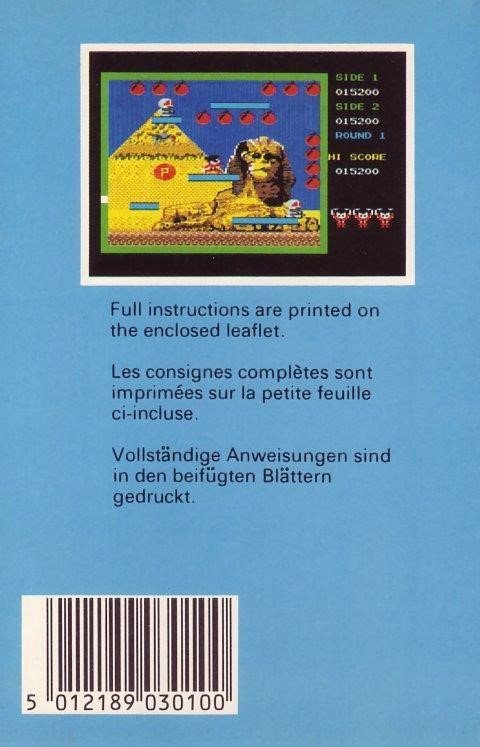 SIDE 1
015200
SIDE 2
015200
ROUND 1
HI SCORE
015200
P
Full instructions are printed on
the enclosed leaflet.
Les consignes complètes sont
imprimées sur la petite feuille
ci-incluse.
Vollständige Anweisungen sind
in den beifügten Blättern
gedruckt.
5 012189 030100